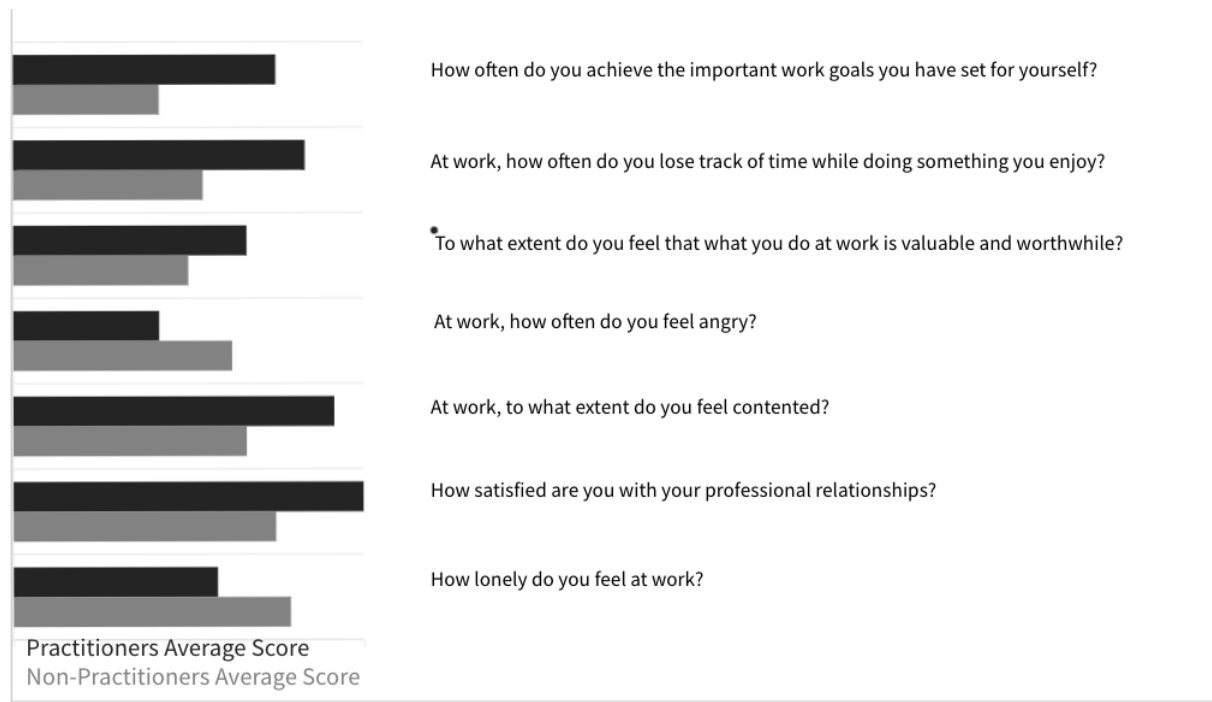 How often do you achieve the important work goals you have set for yourself?
At work, how often do you lose track of time while doing something you enjoy?
To what extent do you feel that what you do at work is valuable and worthwhile?
At work, how often do you feel angry?
At work, to what extent do you feel contented?
How satisfied are you with your professional relationships?
How lonely do you feel at work?
Practitioners Average Score
Non-Practitioners Average Score